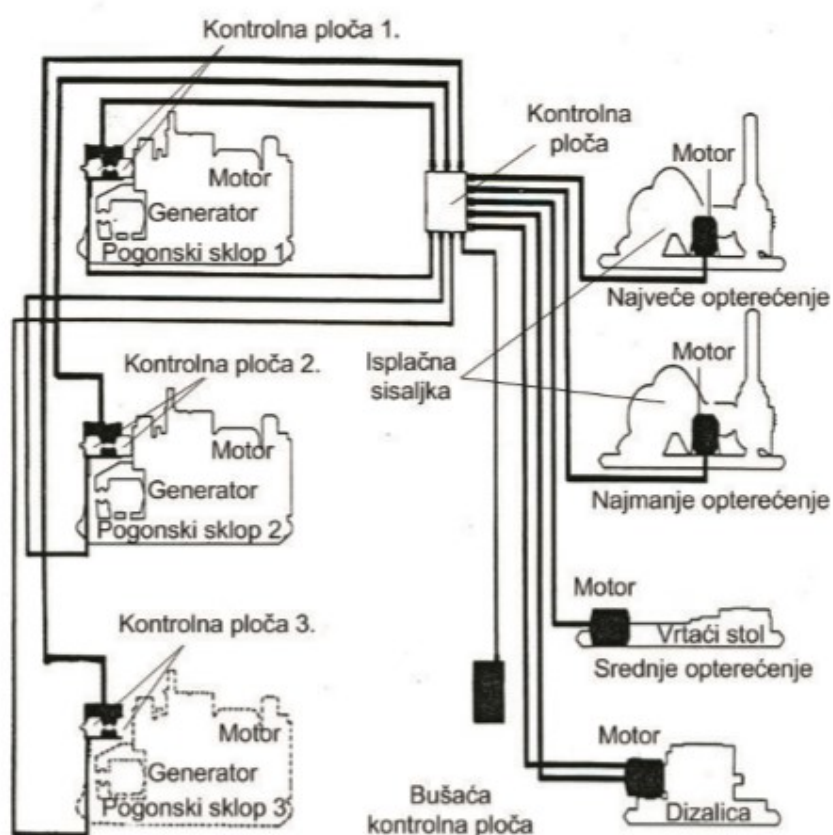 Kontrolna ploča 1.
Motor
Generator
Pogonski sklop 1.
Kontrolna
ploča
Motor
Najveće opterećenje
Isplačna
sisaljka
Motor
Najmanje opterećenje
Kontrolna ploča 2.
Motor
Generator
Pogonski sklop 2.
Motor
Vrtaći stol
Srednje opterećenje
Kontrolna ploča 3.
Motor
Generator
Pogonski sklop 3.
Bušaća
kontrolna ploča
Motor
Dizalica